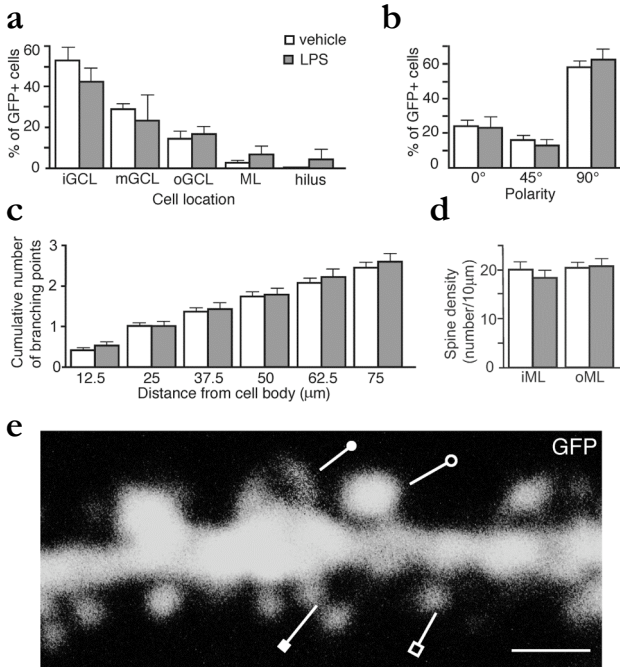 a
% of GFP+ cells
60
40
20
0
iGCL mGCL oGCL ML hilus
Cell location
vehicle
LPS
b
% of GFP+ cells
60
40
20
0
0° 45° 90°
Polarity
c
Cumulative number
of branching points
3
2
1
0
12.5 25 37.5 50 62.5 75
Distance from cell body (μm)
d
Spine density
(number/10μm)
20
10
0
iML oML
e
GFP